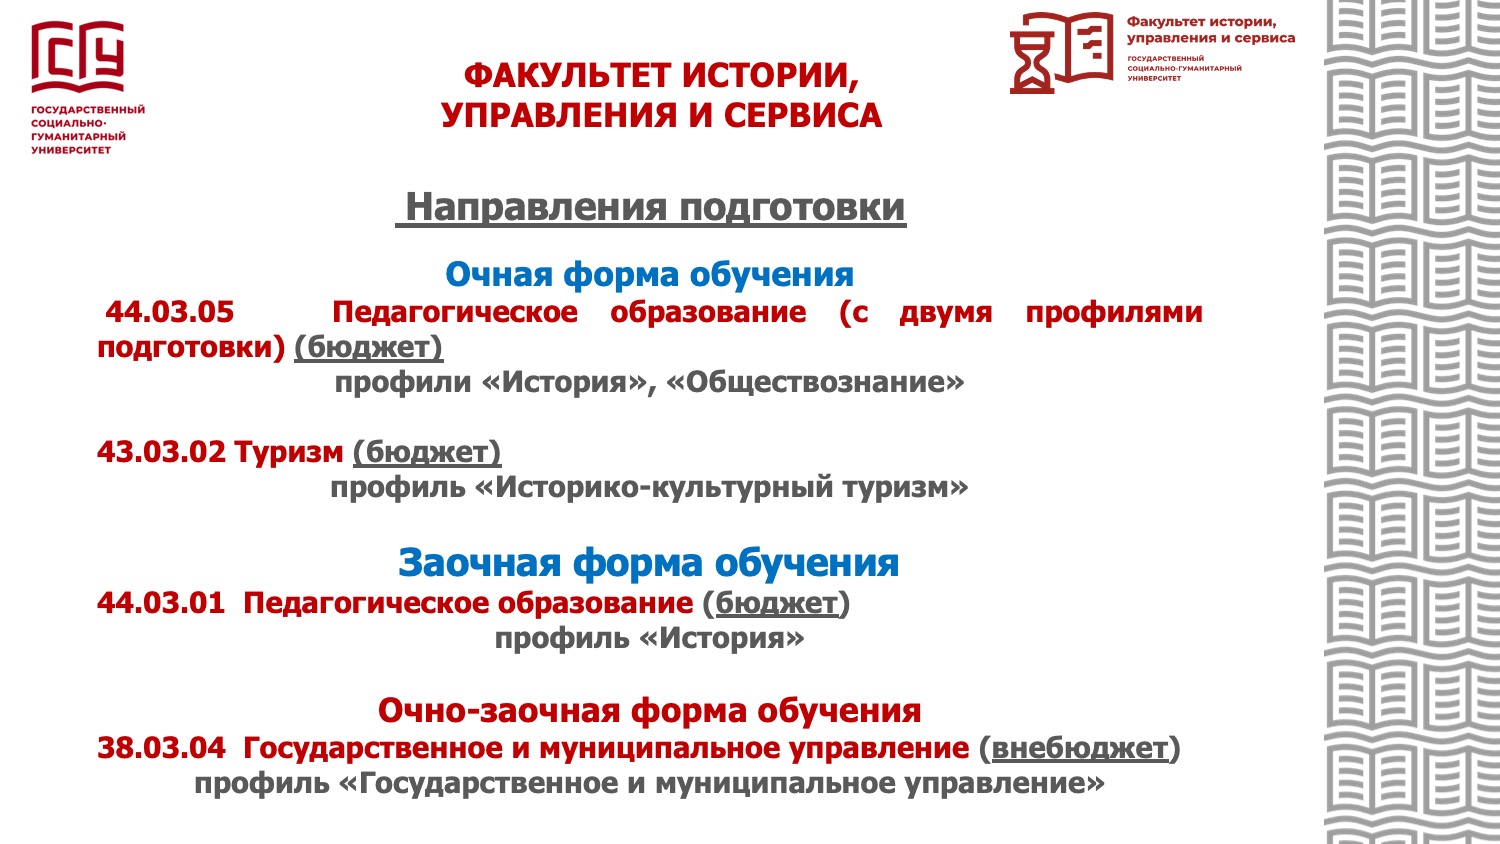 ГОСУДАРСТВЕННЫЙ
СОЦИАЛЬНО-
ГУМАНИТАРНЫЙ
УНИВЕРСИТЕТ
Факультет истории,
управления и сервиса
ГОСУДАРСТВЕННЫЙ
СОЦИАЛЬНО-ГУМАНИТАРНЫЙ
УНИВЕРСИТЕТ
ФАКУЛЬТЕТ ИСТОРИИ,
УПРАВЛЕНИЯ И СЕРВИСА
Направления подготовки
Очная форма обучения
44.03.05 Педагогическое образование (с двумя профилями
подготовки) (бюджет)
профили «История», «Обществознание»
43.03.02 Туризм (бюджет)
профиль «Историко-культурный туризм»
Заочная форма обучения
44.03.01 Педагогическое образование (бюджет)
профиль «История»
Очно-заочная форма обучения
38.03.04 Государственное и муниципальное управление (внебюджет)
профиль «Государственное и муниципальное управление»